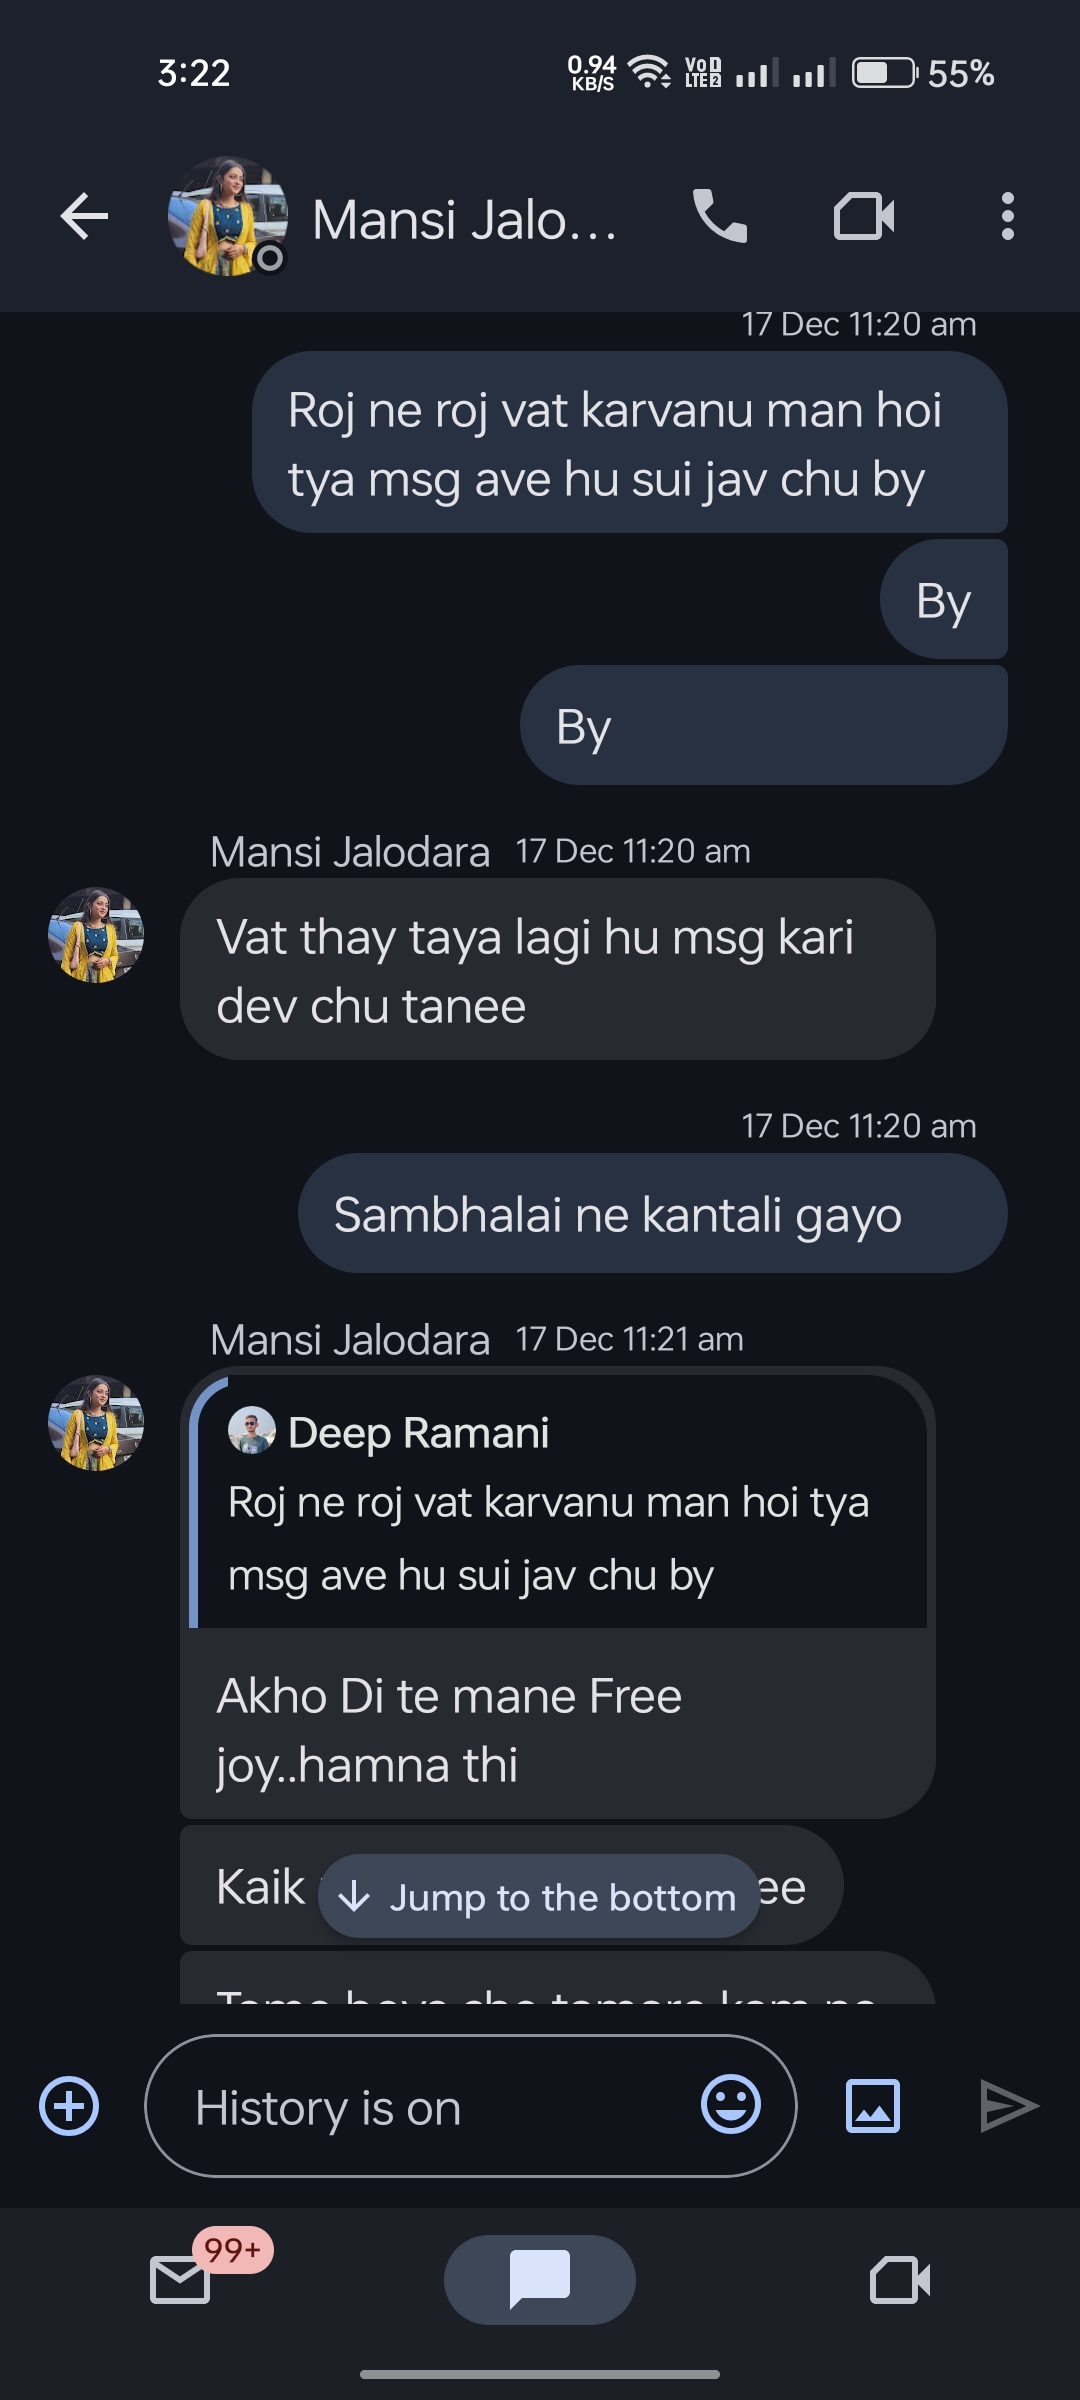 3:22
0.94 KB/S
Vo 1 LTE 2
55%
Mansi Jalo...
17 Dec 11:20 am
Roj ne roj vat karvanu man hoi
tya msg ave hu sui jav chu by
By
By
Mansi Jalodara 17 Dec 11:20 am
Vat thay taya lagi hu msg kari
dev chu tanee
17 Dec 11:20 am
Sambhalai ne kantali gayo
Mansi Jalodara 17 Dec 11:21 am
Deep Ramani
Roj ne roj vat karvanu man hoi tya
msg ave hu sui jav chu by
Akho Di te mane Free
joy..hamna thi
Kaik
Jump to the bottom
History is on
99+